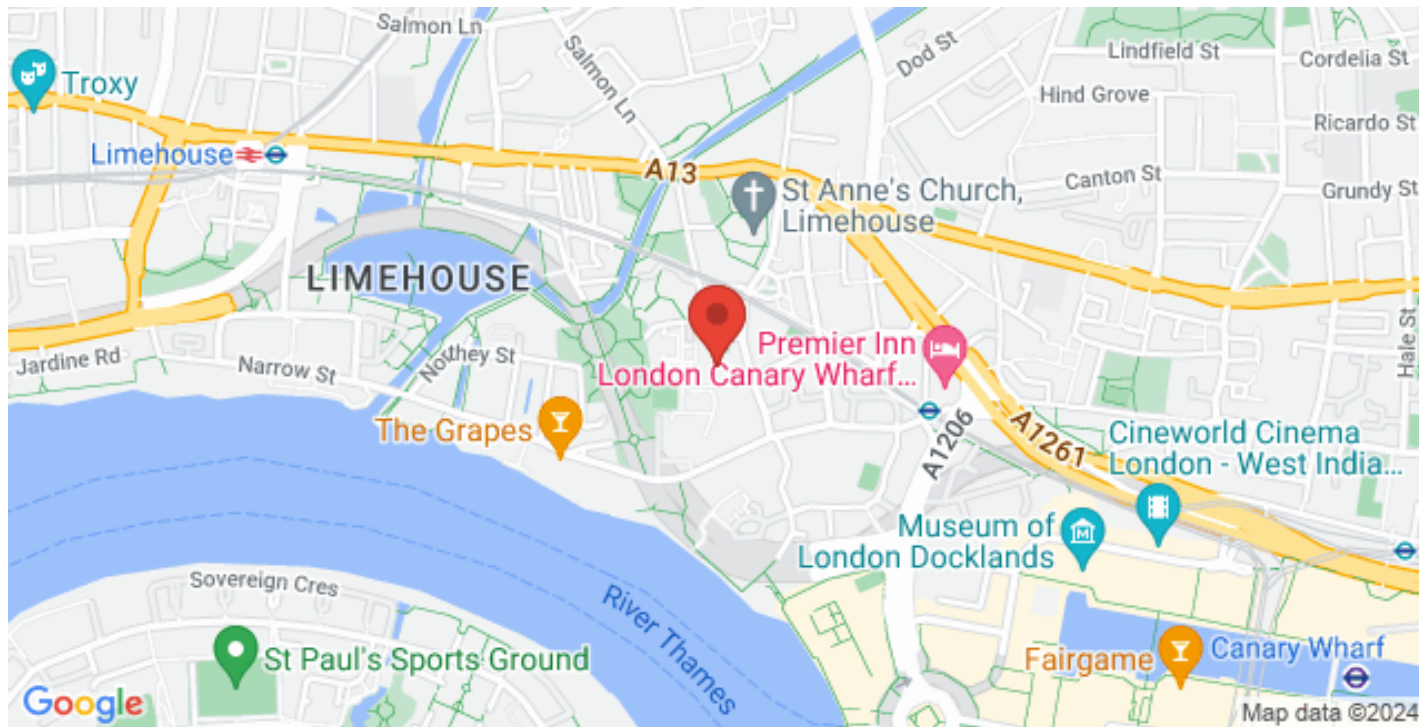 Salmon Ln
Salmon Ln
Dod St
Lindfield St
Cordelia St
Troxy
Hind Grove
Ricardo St
Limehouse
A13
Canton St
Grundy St
St Anne's Church,
Limehouse
LIMEHOUSE
Jardine Rd
Narrow St
Northey St
Premier Inn
London Canary Wharf...
Hale St
The Grapes
A1206
A1261
Cineworld Cinema
London - West India...
Museum of
London Docklands
Sovereign Cres
River Thames
St Paul's Sports Ground
Fairgame
Canary Wharf
Google
Map data ©2024